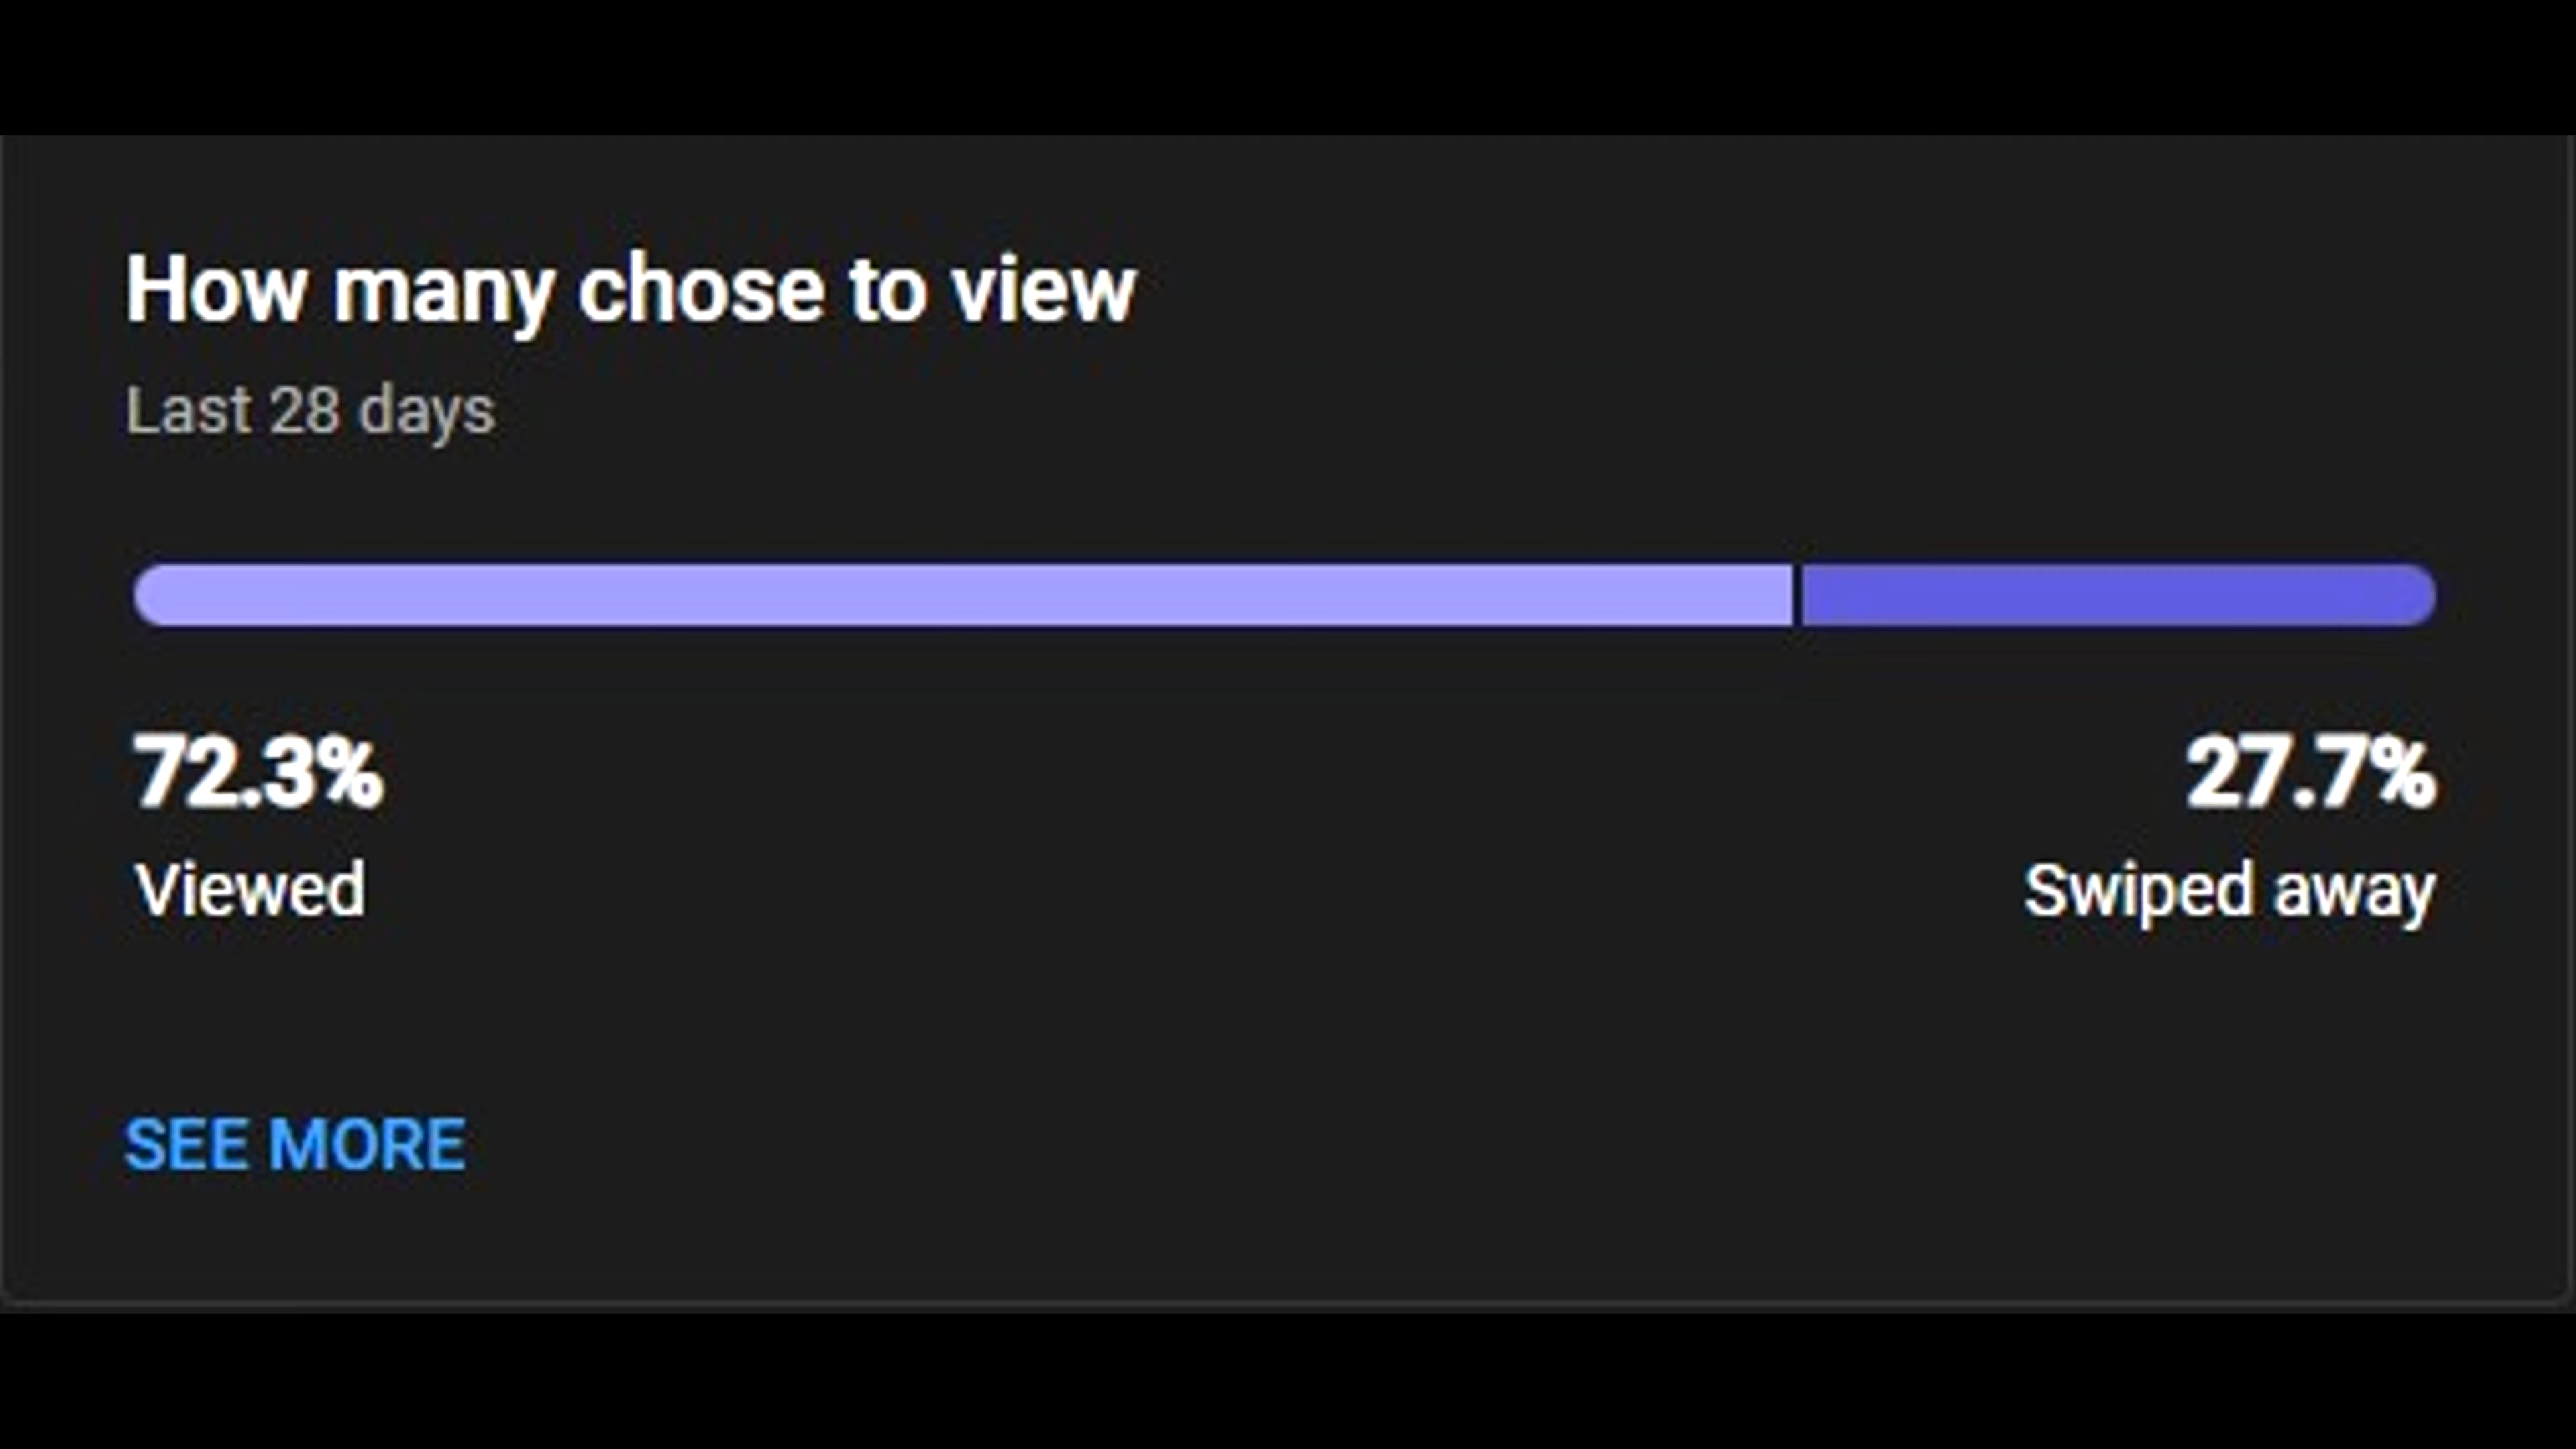 How many chose to view
Last 28 days
72.3%
27.7%
Viewed
Swiped away
SEE MORE